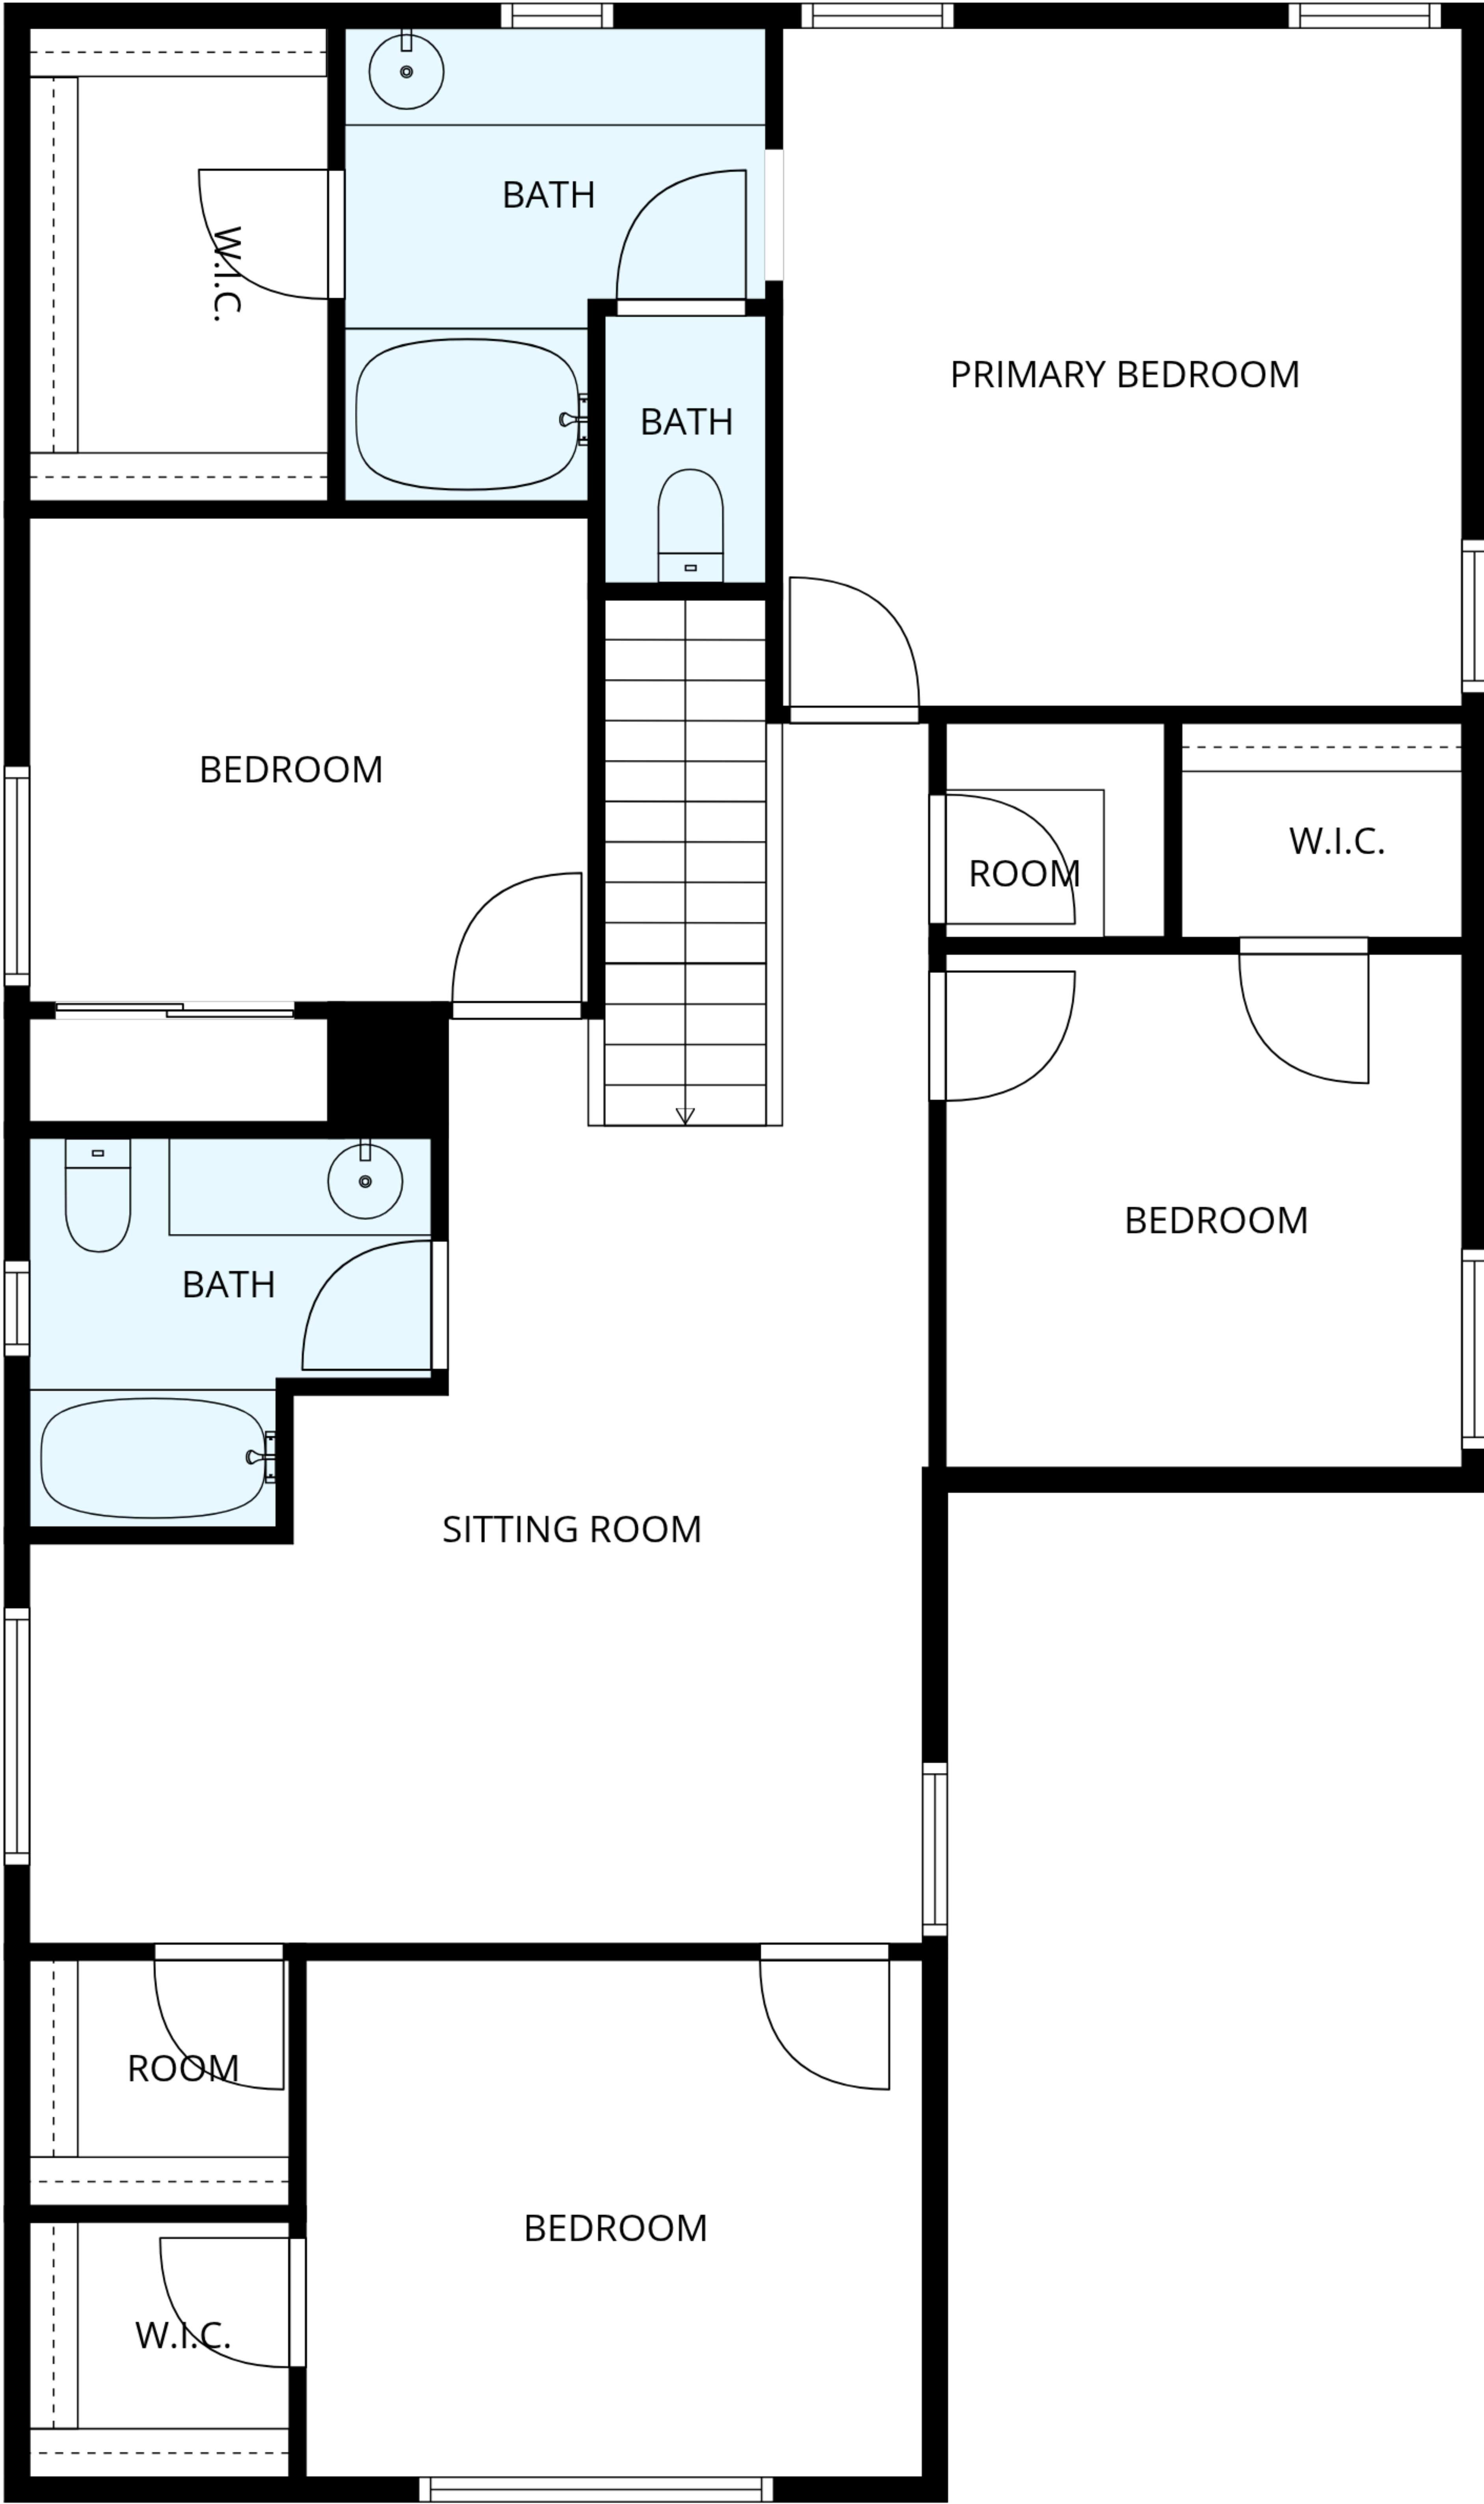 BATH
W.I.C.
PRIMARY BEDROOM
BATH
BEDROOM
W.I.C.
ROOM
BEDROOM
BATH
SITTING ROOM
ROOM
BEDROOM
W.I.C.